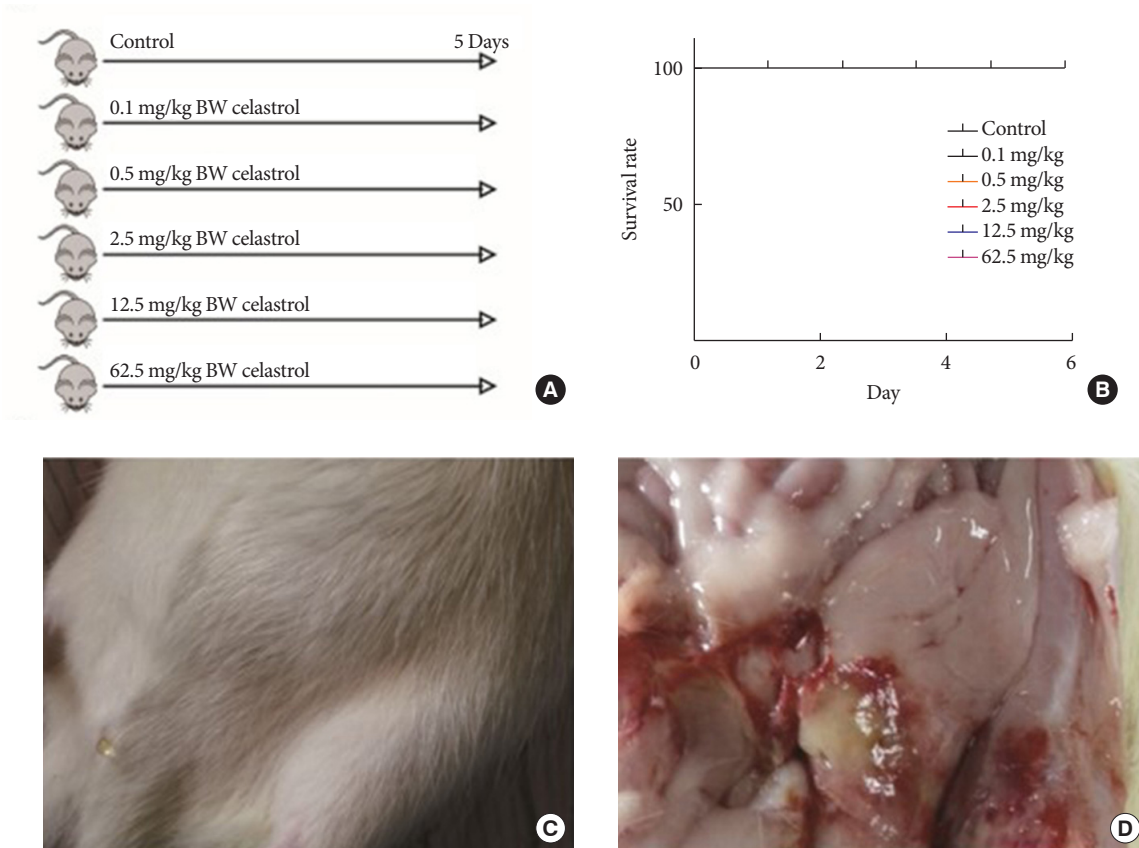 Control
5 Days
0.1 mg/kg BW celastrol
0.5 mg/kg BW celastrol
2.5 mg/kg BW celastrol
12.5 mg/kg BW celastrol
62.5 mg/kg BW celastrol
A
100
50
Survival rate
0
2
4
6
Day
Control
0.1 mg/kg
0.5 mg/kg
2.5 mg/kg
12.5 mg/kg
62.5 mg/kg
B
C
D